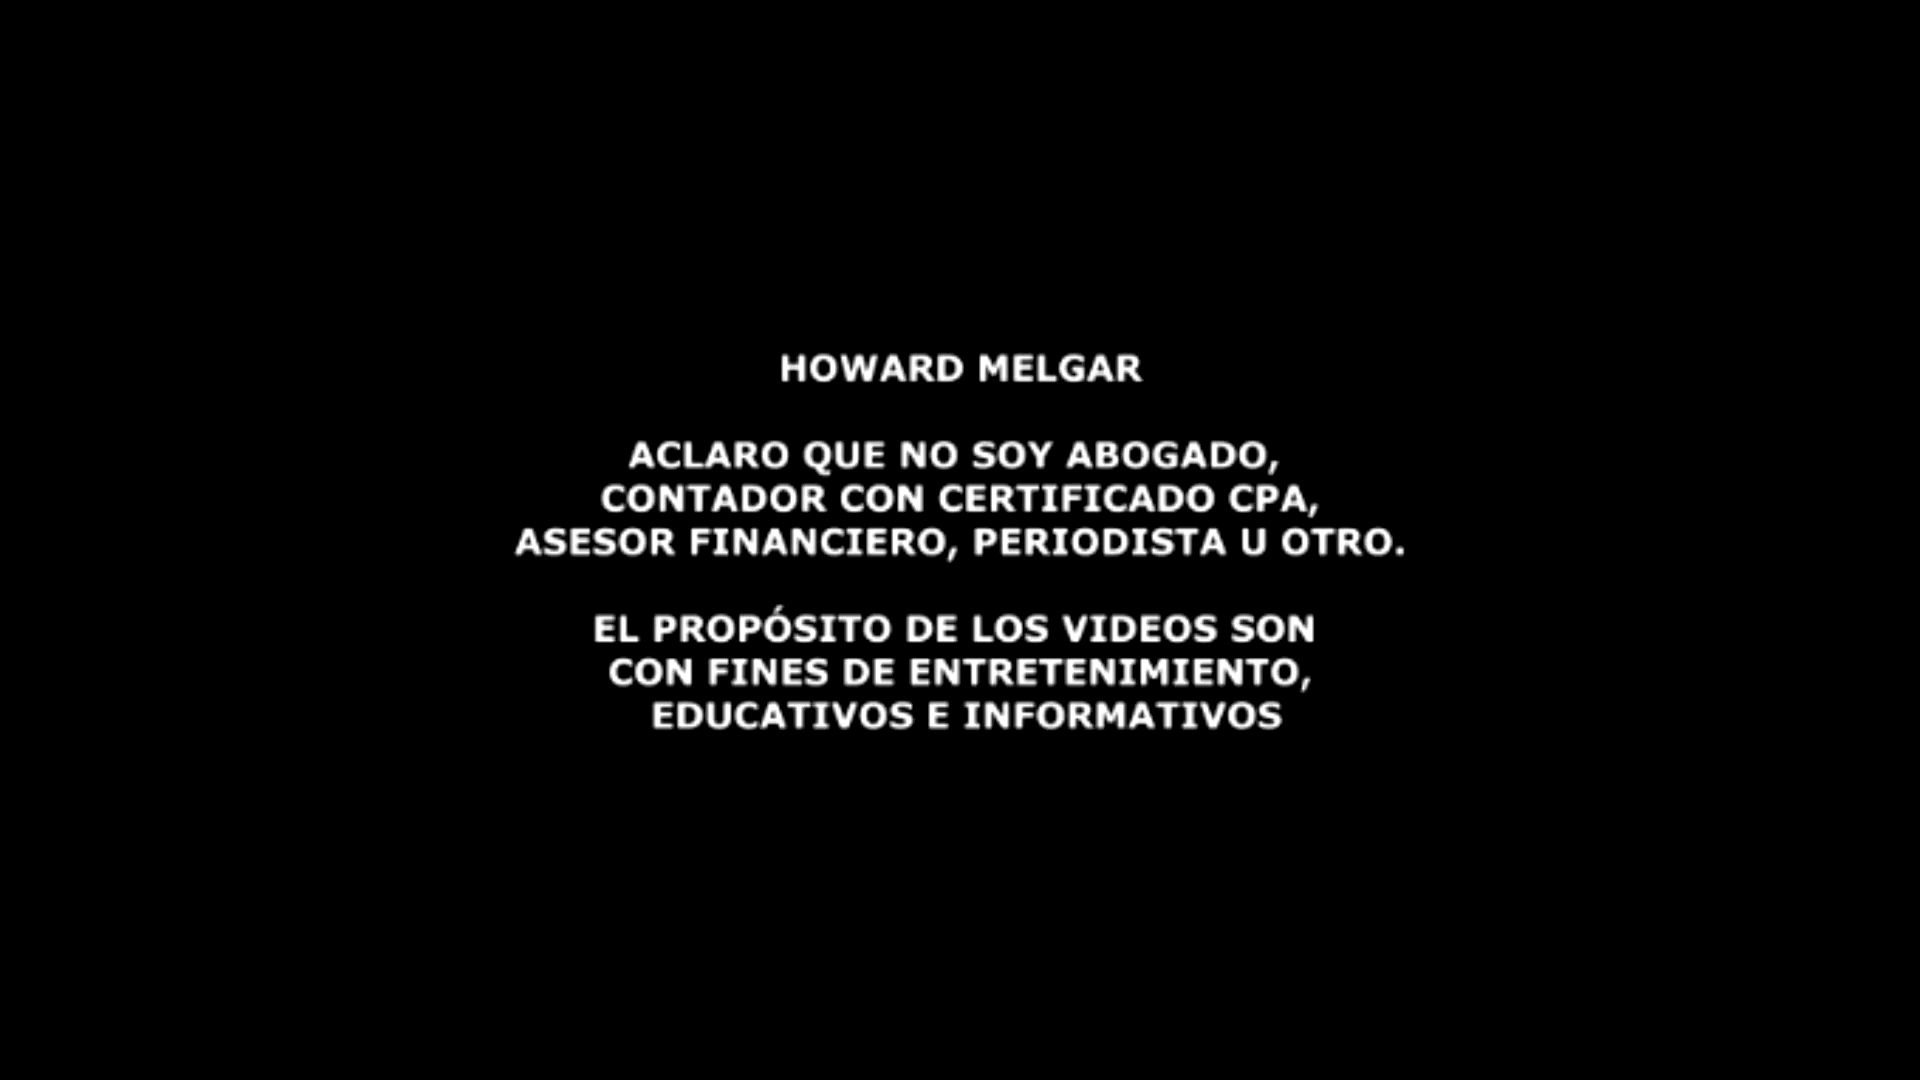 HOWARD MELGAR
ACLARO QUE NO SOY ABOGADO,
CONTADOR CON CERTIFICADO CPA,
ASESOR FINANCIERO, PERIODISTA U OTRO.
EL PROPÓSITO DE LOS VIDEOS SON
CON FINES DE ENTRETENIMIENTO,
EDUCATIVOS E INFORMATIVOS